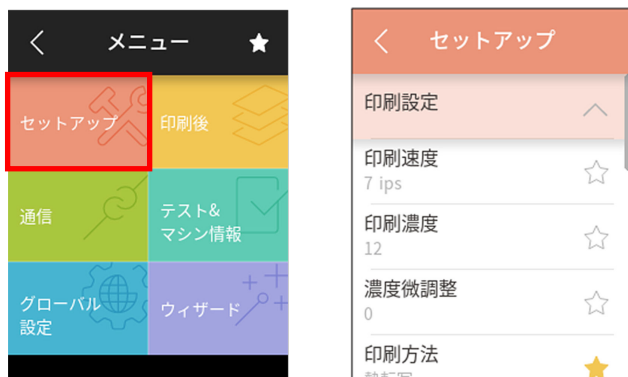 メニュー
セットアップ
印刷後
通信
テスト&
マシン情報
グローバル
設定
ウィザード
セットアップ
印刷設定
印刷速度
7 ips
印刷濃度
12
濃度微調整
0
印刷方法
熱転写